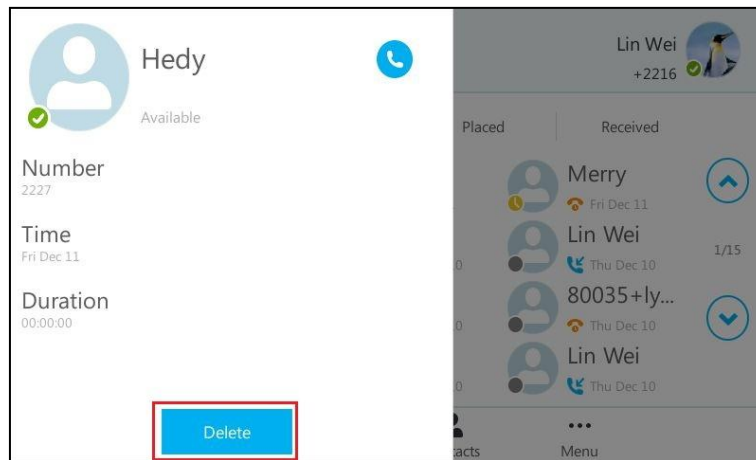 Hedy
Available
Number
2227
Time
Fri Dec 11
Duration
00:00:00
Delete
Lin Wei
+2216
Placed
Received
Merry
Fri Dec 11
Lin Wei
Thu Dec 10
1/15
80035+ly...
Thu Dec 10
Lin Wei
Thu Dec 10
Menu